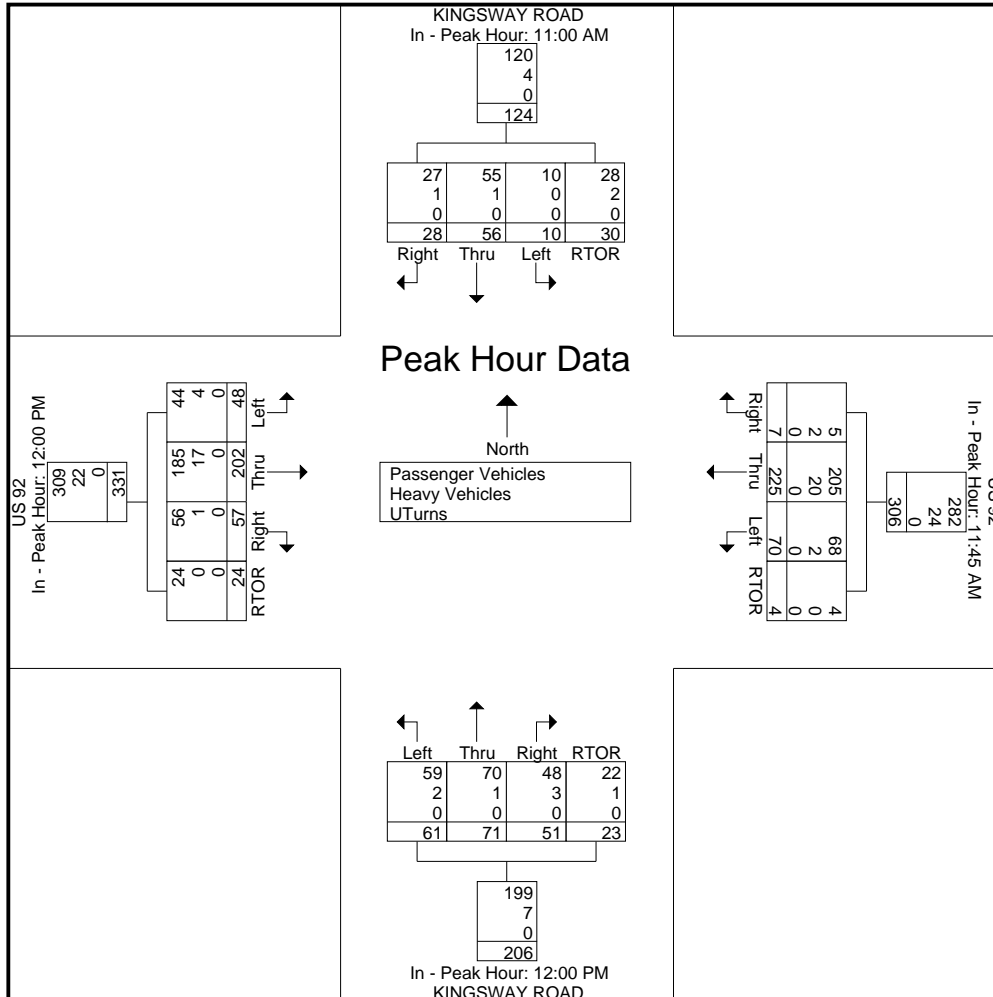 KINGSWAY ROAD
In - Peak Hour: 11:00 AM
120
4
0
124
27 55 10 28
1 1 0 2
0 0 0 0
28 56 10 30
Right Thru Left RTOR
Peak Hour Data
North
Passenger Vehicles
Heavy Vehicles
UTurns
US 92
In - Peak Hour: 12:00 PM
331
0
22
309
Left Thru Right RTOR
48 202 57 24
0 0 0 0
4 17 1 0
44 185 56 24
US 92
In - Peak Hour: 11:45 AM
282
24
0
306
5 205 68 4
2 20 2 0
0 0 0 0
7 225 70 4
Right Thru Left RTOR
Left Thru Right RTOR
59 70 48 22
2 1 3 1
0 0 0 0
61 71 51 23
199
7
0
206
In - Peak Hour: 12:00 PM
KINGSWAY ROAD